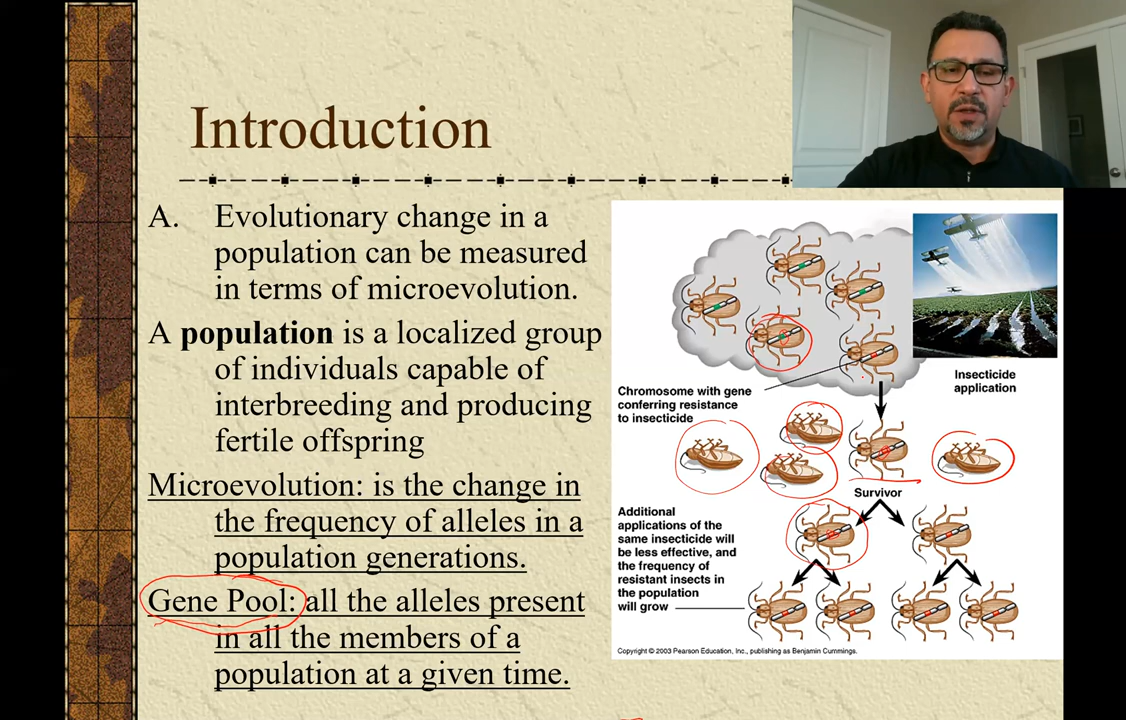 Introduction
A. Evolutionary change in a
population can be measured
in terms of microevolution.
A population is a localized group
of individuals capable of
interbreeding and producing
fertile offspring
Microevolution: is the change in
the frequency of alleles in a
population generations.
Gene Pool: all the alleles present
in all the members of a
population at a given time.
Insecticide
application
Chromosome with gene
conferring resistance
to insecticide
Survivor
Additional
applications of the
same insecticide will
be less effective, and
the frequency of
resistant insects in
the population
will grow
Copyright © 2003 Pearson Education, Inc., publishing as Benjamin Cummings.